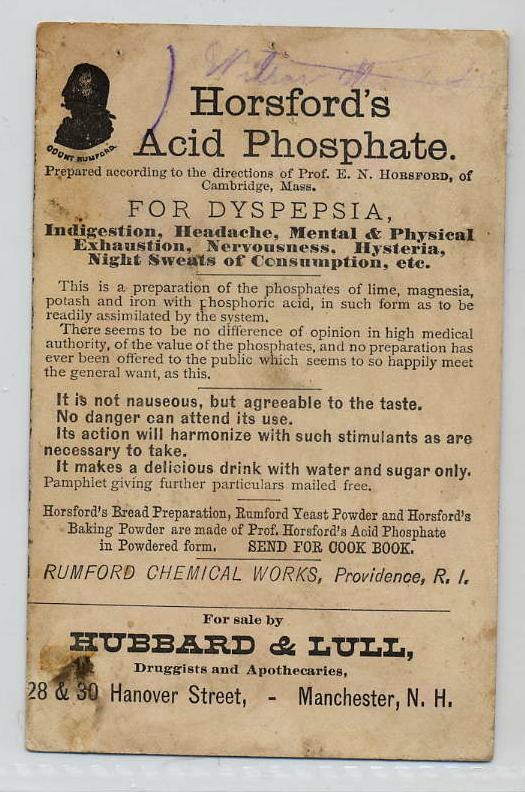 COUNT RUMFORD.
Horsford's
Acid Phosphate.
Prepared according to the directions of Prof. E. N. HORSFORD, of
Cambridge, Mass.
FOR DYSPEPSIA,
Indigestion, Headache, Mental & Physical
Exhaustion, Nervousness, Hysteria,
Night Sweats of Consumption, etc.
This is a preparation of the phosphates of lime, magnesia,
potash and iron with phosphoric acid, in such form as to be
readily assimilated by the system.
There seems to be no difference of opinion in high medical
authority, of the value of the phosphates, and no preparation has
ever been offered to the public which seems to so happily meet
the general want, as this.
It is not nauseous, but agreeable to the taste.
No danger can attend its use.
Its action will harmonize with such stimulants as are
necessary to take.
It makes a delicious drink with water and sugar only.
Pamphlet giving further particulars mailed free.
Horsford's Bread Preparation, Rumford Yeast Powder and Horsford's
Baking Powder are made of Prof. Horsford's Acid Phosphate
in Powdered form. SEND FOR COOK BOOK.
RUMFORD CHEMICAL WORKS, Providence, R. I.
For sale by
HUBBARD & LULL,
Druggists and Apothecaries,
28 & 30 Hanover Street, - Manchester, N. H.